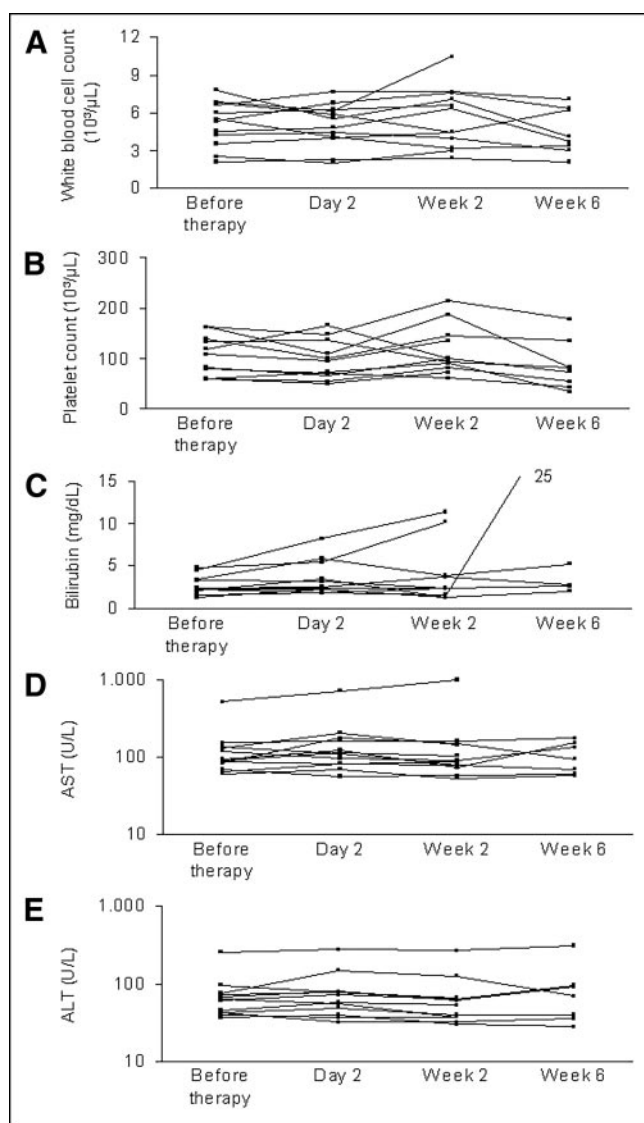 A
White blood cell count
(10³/µL)
12
9
6
3
0
Before
therapy
Day 2
Week 2
Week 6
B
Platelet count (10³/µL)
300
200
100
0
Before
therapy
Day 2
Week 2
Week 6
C
Bilirubin (mg/dL)
15
10
5
0
25
Before
therapy
Day 2
Week 2
Week 6
D
AST (U/L)
1.000
100
10
Before
therapy
Day 2
Week 2
Week 6
E
ALT (U/L)
1.000
100
10
Before
therapy
Day 2
Week 2
Week 6